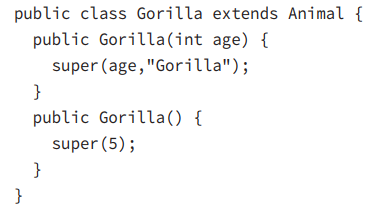 public class Gorilla extends Animal {
  public Gorilla(int age) {
    super(age,"Gorilla");
  }
  public Gorilla() {
    super(5);
  }
}